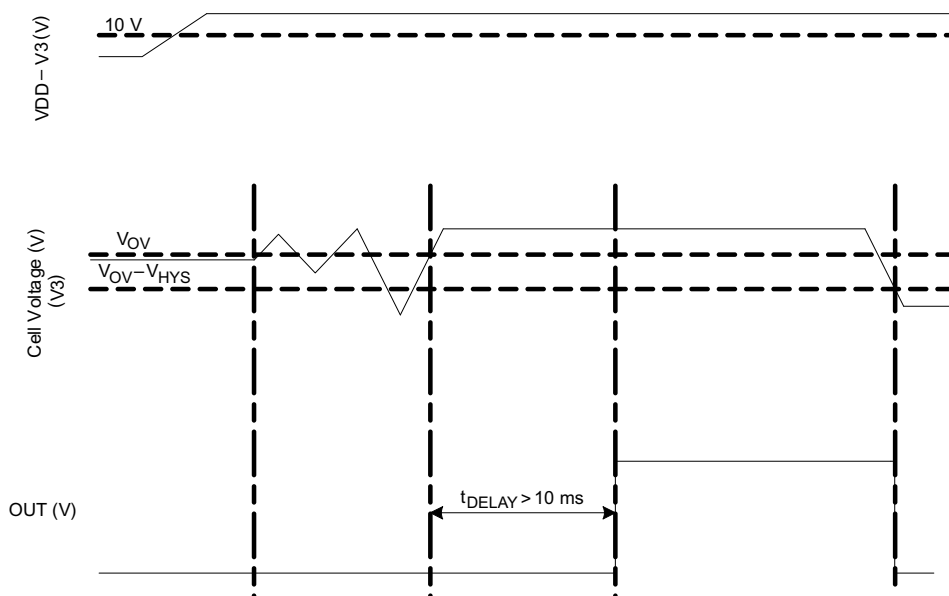 VDD – V3 (V)
10 V
Cell Voltage (V)
(V3)
VOV
VOV – VHYS
OUT (V)
tDELAY > 10 ms